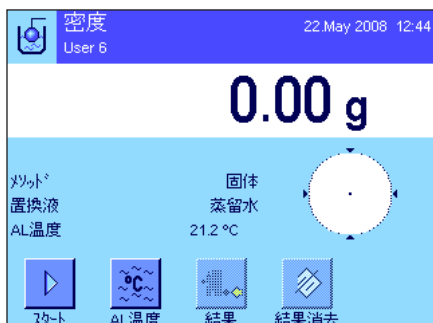 密度
22.May 2008 12:44
User 6
0.00 g
ﾒｿｯﾄﾞ 固体
置換液 蒸留水
AL温度 21.2 °C
°C
ｽﾀｰﾄ AL温度 結果 結果消去